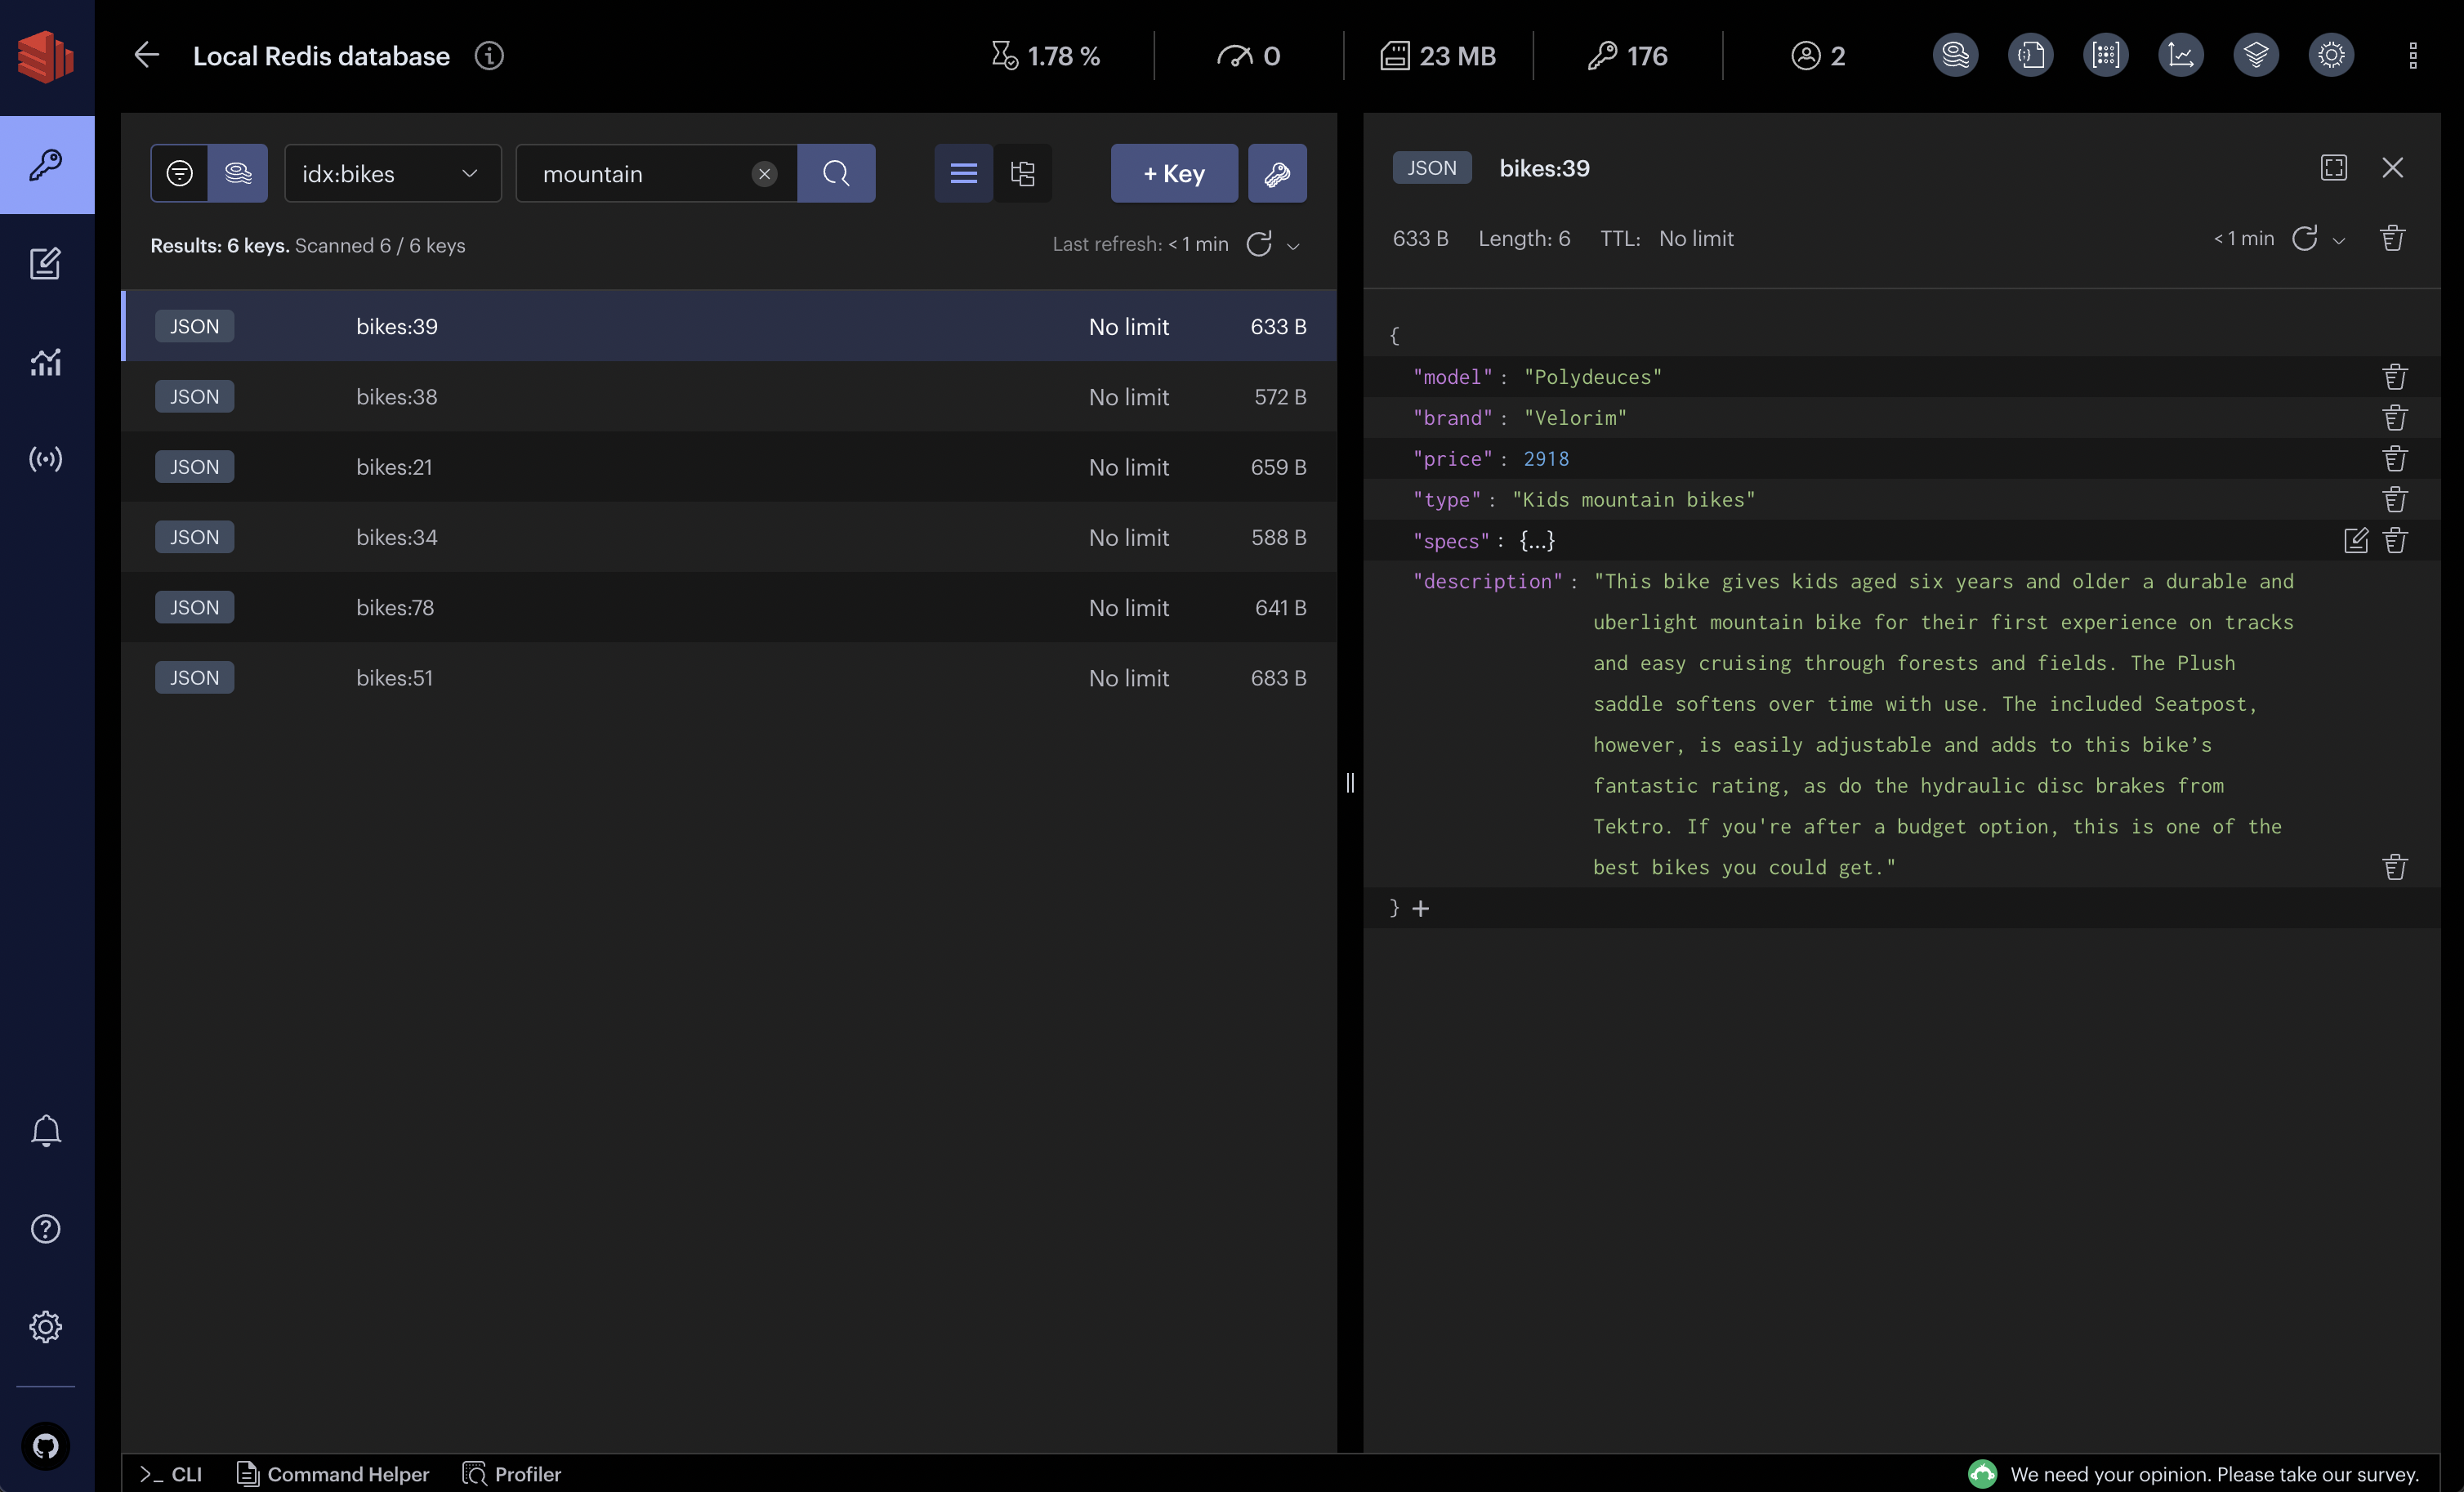 Local Redis database
1.78 %
0
23 MB
176
2
idx:bikes
mountain
+ Key
Results: 6 keys. Scanned 6 / 6 keys
Last refresh: < 1 min
JSON bikes:39 No limit 633 B
JSON bikes:38 No limit 572 B
JSON bikes:21 No limit 659 B
JSON bikes:34 No limit 588 B
JSON bikes:78 No limit 641 B
JSON bikes:51 No limit 683 B
JSON bikes:39
633 B Length: 6 TTL: No limit
< 1 min
{
"model" : "Polydeuces"
"brand" : "Velorim"
"price" : 2918
"type" : "Kids mountain bikes"
"specs" : {...}
"description" : "This bike gives kids aged six years and older a durable and
uberlight mountain bike for their first experience on tracks
and easy cruising through forests and fields. The Plush
saddle softens over time with use. The included Seatpost,
however, is easily adjustable and adds to this bike’s
fantastic rating, as do the hydraulic disc brakes from
Tektro. If you're after a budget option, this is one of the
best bikes you could get."
} +
>_ CLI
Command Helper
Profiler
We need your opinion. Please take our survey.